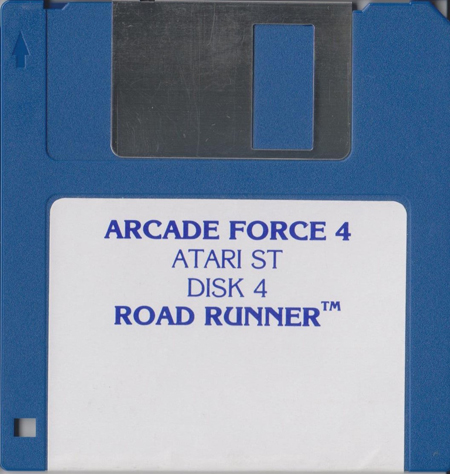 ARCADE FORCE 4
ATARI ST
DISK 4
ROAD RUNNER™